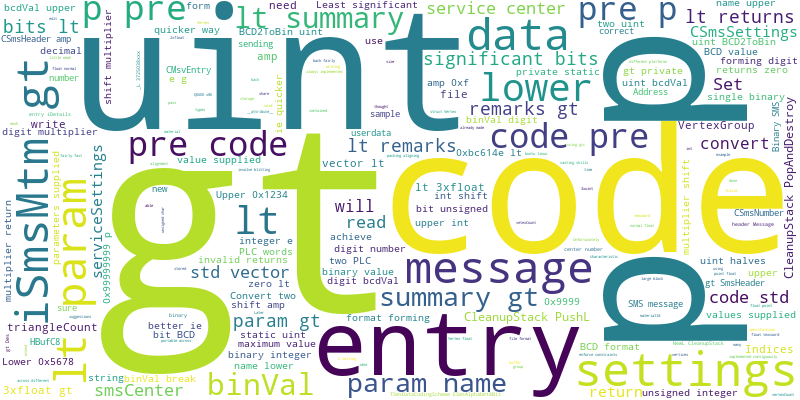 uint
gt
code
p
p
entry
settings
message
data
lower
iSmsMtm gt
lt param
pre code
code pre
p pre
pre p
lt summary
lt returns
service center
significant bits
Least significant
bcdVal upper
bits lt
form
need
CSmsHeader amp
decimal
shift multiplier
number
quicker way
BCD2ToBin uint
sending
amp
CMsvEntry
e g
ie quicker
two uint
correct
private static
amp 0xf
file
use
write
digit multiplier
sample
remarks gt
binVal digit
lt remarks
userdata
vector lt
0xbc614e lt
name upper
CSmsSettings
uint BCD2ToBin
BCD value
forming digit
returns zero
gt private
uint bcdVal
Address
Set
single binary
VertexGroup
convert
Binary SMS
CleanupStack PopAndDestroy
multiplier shift
CSmsNumber
header Message
uint halves
upper
gt SmsHeader
code std
values supplied
Indices
BCD format
return
unsigned integer
SMS message
0x9999
CleanupStack PushL
format forming
summary gt
lt 3xfloat
int shift
bit unsigned
upper int
will
read
achieve
digit number
two PLC
binary value
digit bcdVal
Upper 0x1234
lt
new
integer e
PLC words
invalid returns
std vector
zero lt
Convert two
shift amp
param gt
static uint
maximum value
binary integer
name lower
better ie
bit BCD
value supplied
serviceSettings
0x99999999 p
parameters supplied
multiplier return
sure
triangleCount
HBufC8
Lower 0x5678
3xfloat gt
string
binVal break
smsCenter
binVal
param name